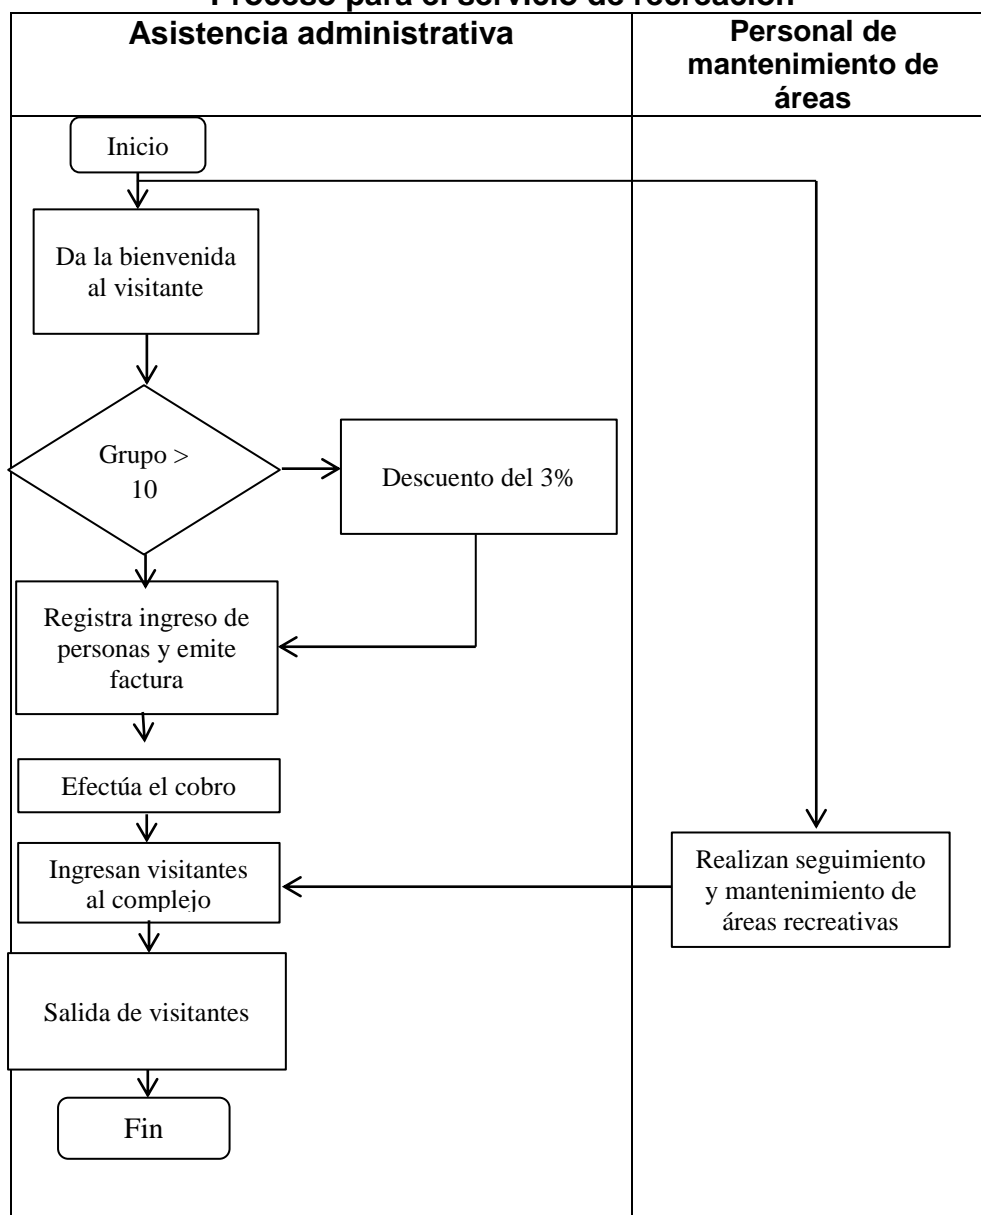 Proceso para el servicio de recreación
Asistencia administrativa
Personal de
mantenimiento de
áreas
Inicio
Da la bienvenida
al visitante
Grupo >
10
Descuento del 3%
Registra ingreso de
personas y emite
factura
Efectúa el cobro
Ingresan visitantes
al complejo
Realizan seguimiento
y mantenimiento de
áreas recreativas
Salida de visitantes
Fin